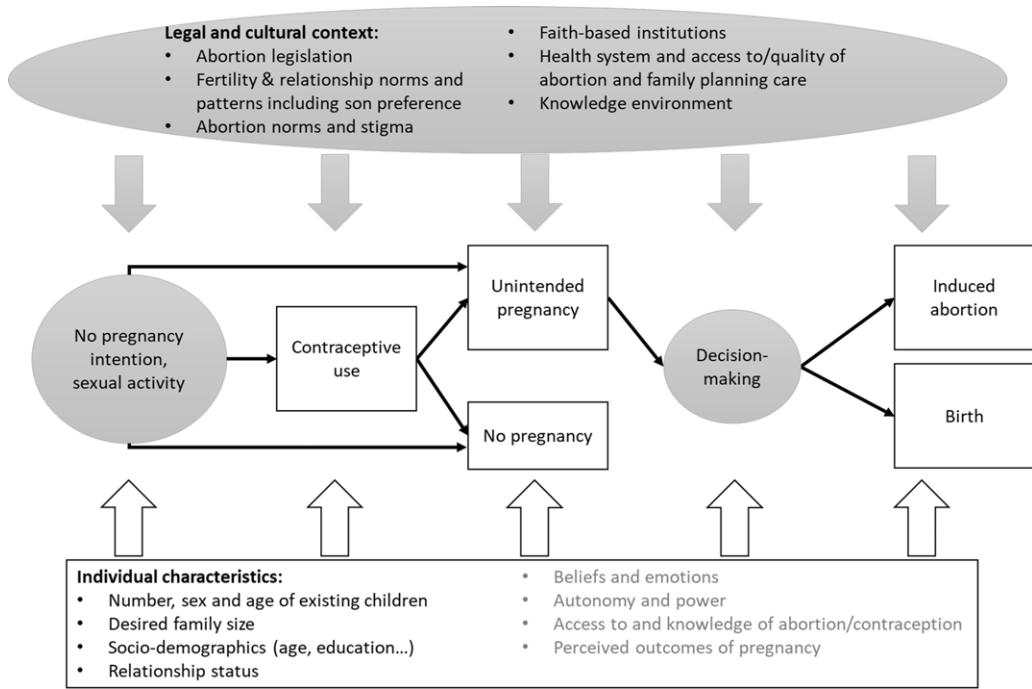 Legal and cultural context:
• Abortion legislation
• Fertility & relationship norms and
patterns including son preference
• Abortion norms and stigma
• Faith-based institutions
• Health system and access to/quality of
abortion and family planning care
• Knowledge environment
No pregnancy
intention,
sexual activity
Contraceptive
use
Unintended
pregnancy
No pregnancy
Decision-
making
Induced
abortion
Birth
Individual characteristics:
• Number, sex and age of existing children
• Desired family size
• Socio-demographics (age, education…)
• Relationship status
• Beliefs and emotions
• Autonomy and power
• Access to and knowledge of abortion/contraception
• Perceived outcomes of pregnancy